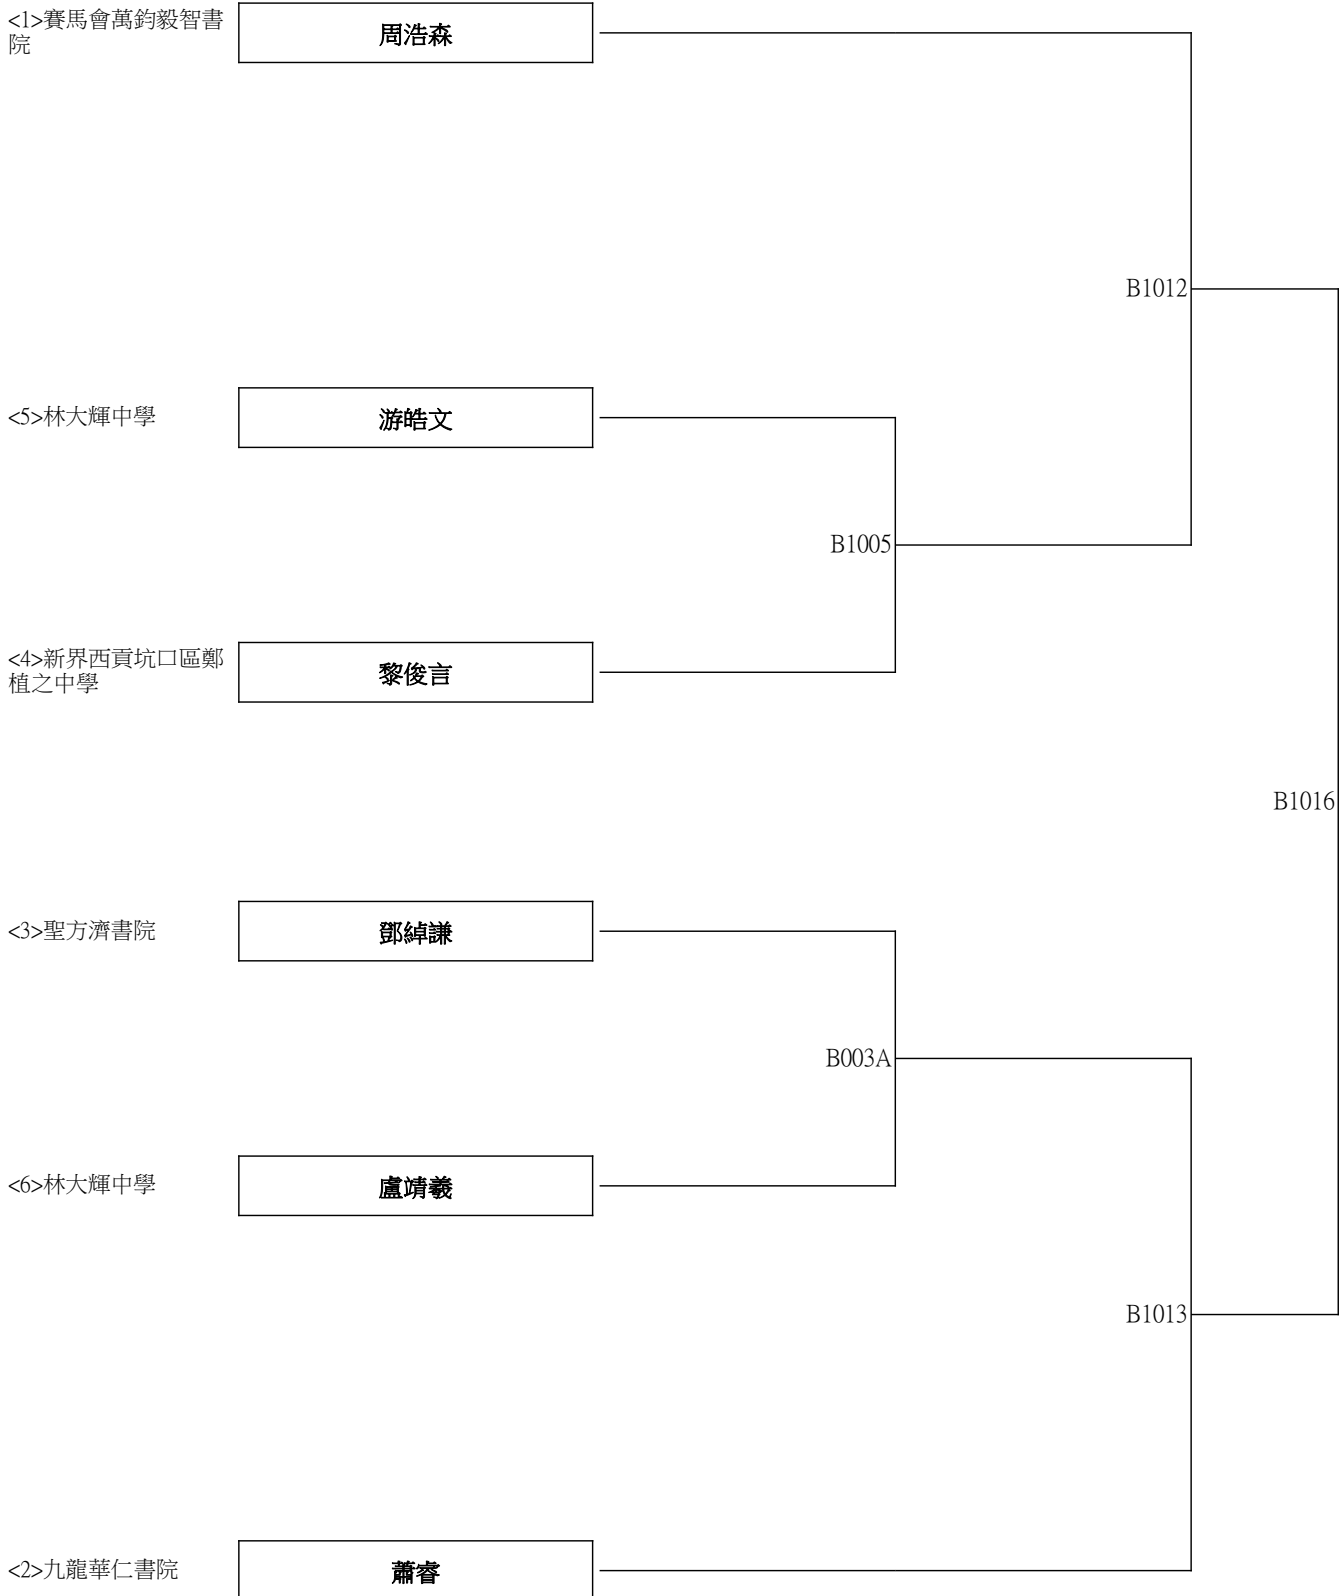 <1>賽馬會萬鈞毅智書
院
周浩森
B1012
<5>林大輝中學
游皓文
B1005
<4>新界西貢坑口區鄭
植之中學
黎俊言
B1016
<3>聖方濟書院
鄧綽謙
B003A
<6>林大輝中學
盧靖羲
B1013
<2>九龍華仁書院
蕭睿